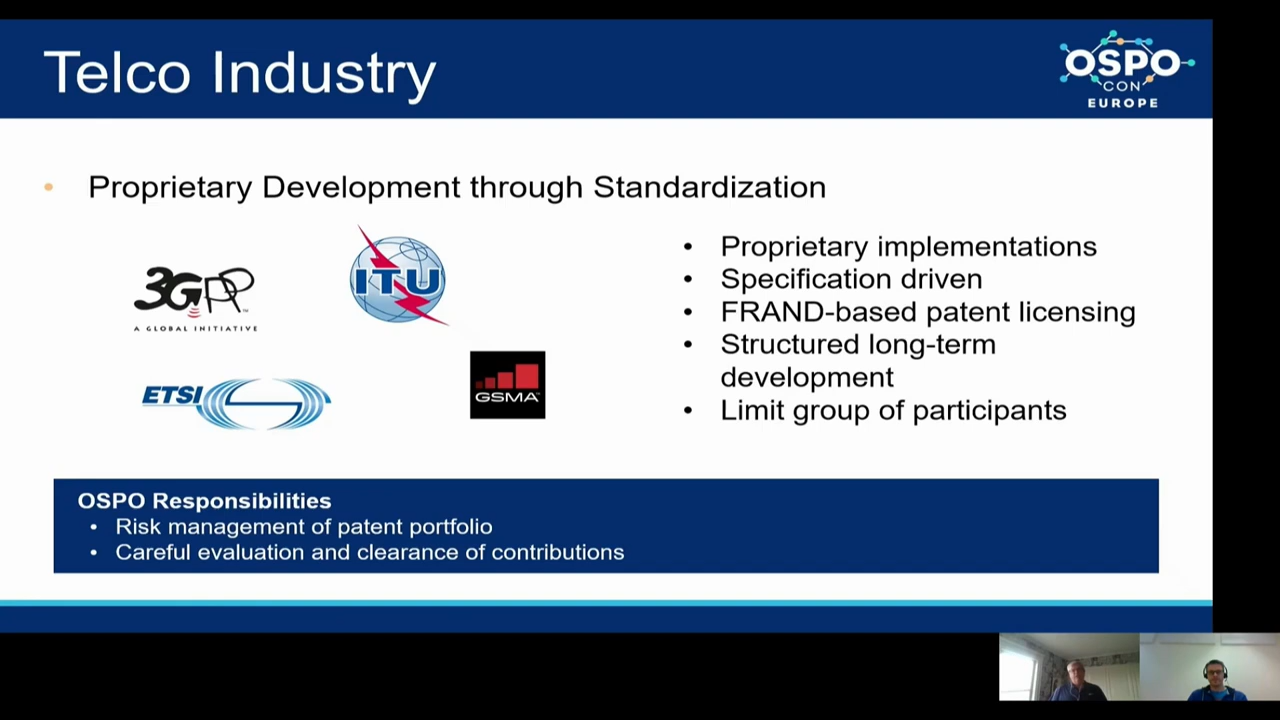 Telco Industry
OSPO
CON
EUROPE
• Proprietary Development through Standardization
3GPP
™
A GLOBAL INITIATIVE
ITU
ETSI
GSMA™
• Proprietary implementations
• Specification driven
• FRAND-based patent licensing
• Structured long-term
development
• Limit group of participants
OSPO Responsibilities
• Risk management of patent portfolio
• Careful evaluation and clearance of contributions